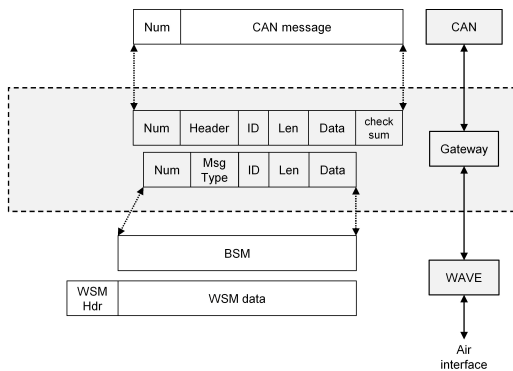 Num CAN message CAN
Num Header ID Len Data check sum
Gateway
Num Msg Type ID Len Data
BSM
WAVE
WSM Hdr WSM data
Air
interface